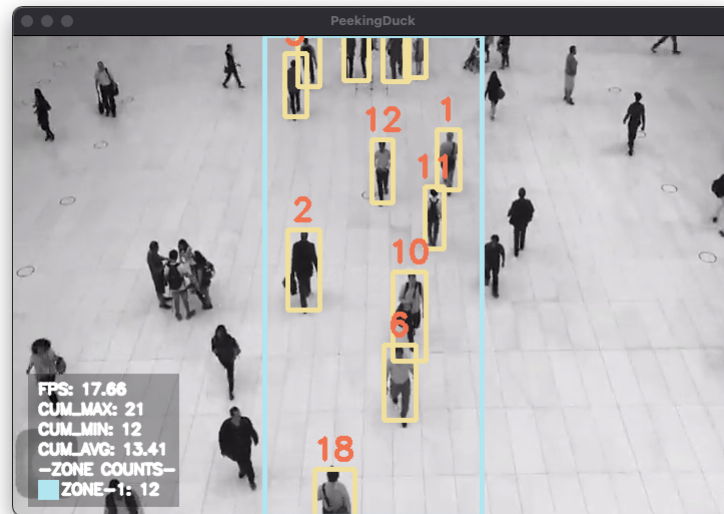 PeekingDuck
12
1
11
2
10
6
18
FPS: 17.66
CUM_MAX: 21
CUM_MIN: 12
CUM_AVG: 13.41
-ZONE COUNTS-
ZONE-1: 12